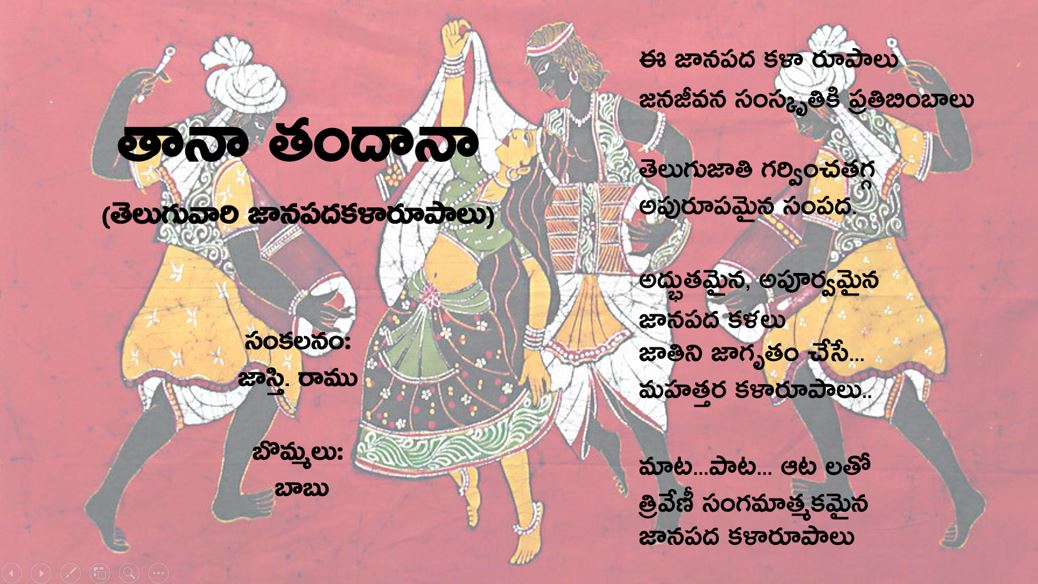 తానా తందానా
(తెలుగువారి జానపదకళారూపాలు)
సంకలనం:
జాస్తి. రాము
బొమ్మలు:
బాబు
ఈ జానపద కళా రూపాలు
జనజీవన సంస్కృతికి ప్రతిబింబాలు
తెలుగుజాతి గర్వించతగ్గ
అపురూపమైన సంపద.
అద్భుతమైన, అపూర్వమైన
జానపద కళలు
జాతిని జాగృతం చేసే...
మహత్తర కళారూపాలు..
మాట...పాట... ఆట లతో
త్రివేణీ సంగమాత్మకమైన
జానపద కళారూపాలు